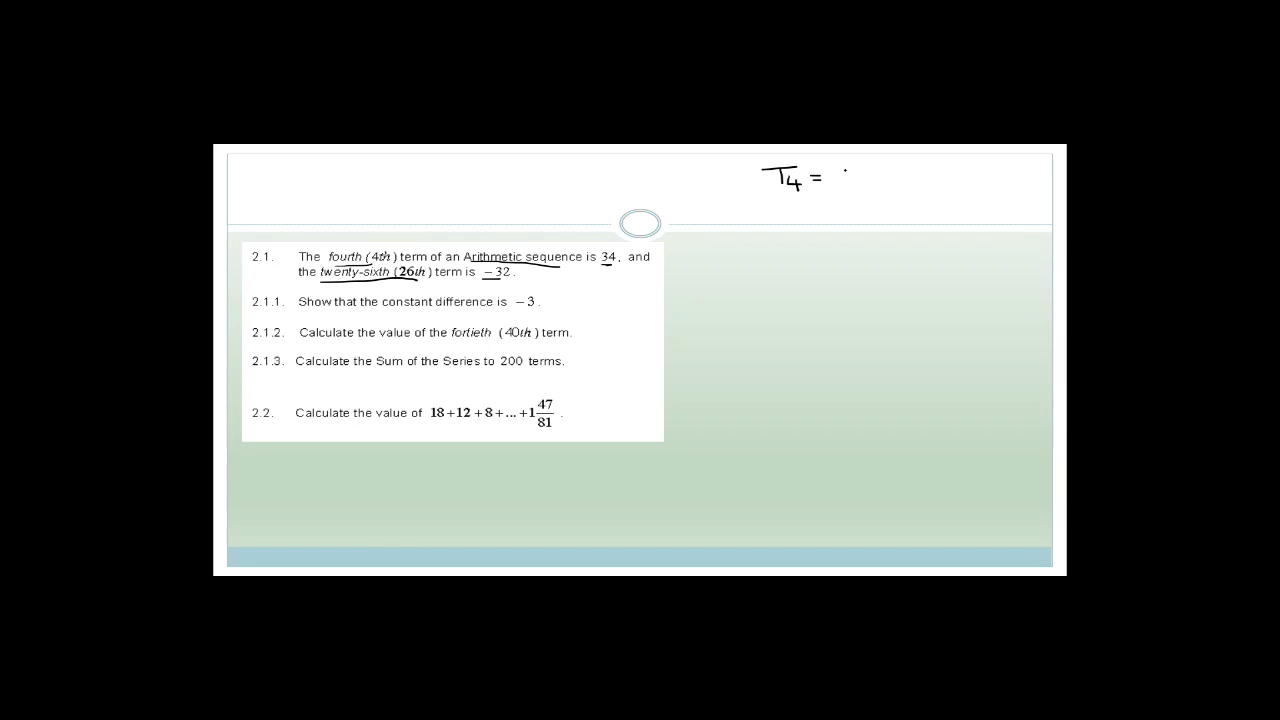 T4 =
2.1. The fourth (4th) term of an Arithmetic sequence is 34, and
the twenty-sixth (26th) term is −32.
2.1.1. Show that the constant difference is −3.
2.1.2. Calculate the value of the fortieth (40th) term.
2.1.3. Calculate the Sum of the Series to 200 terms.
2.2. Calculate the value of 18+12+8+...+1 47/81.